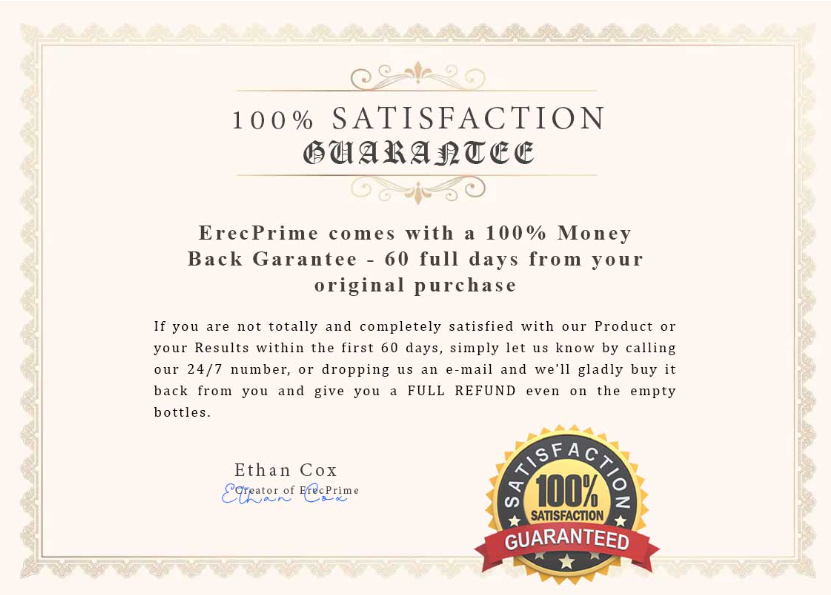 100% SATISFACTION
GUARANTEE
ErecPrime comes with a 100% Money
Back Garantee - 60 full days from your
original purchase
If you are not totally and completely satisfied with our Product or
your Results within the first 60 days, simply let us know by calling
our 24/7 number, or dropping us an e-mail and we'll gladly buy it
back from you and give you a FULL REFUND even on the empty
bottles.
Ethan Cox
Creator of ErecPrime
Ethan Cox
SATISFACTION
100%
SATISFACTION
GUARANTEED